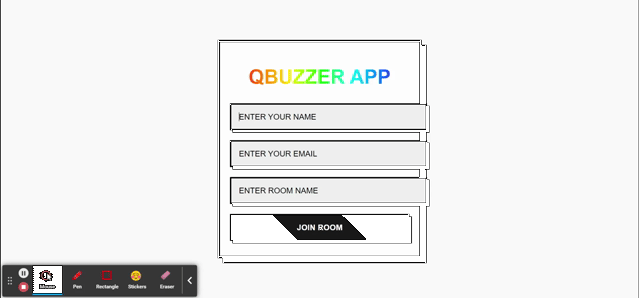 QBUZZER APP
ENTER YOUR NAME
ENTER YOUR EMAIL
ENTER ROOM NAME
JOIN ROOM
Mouse
Pen
Rectangle
Stickers
Eraser